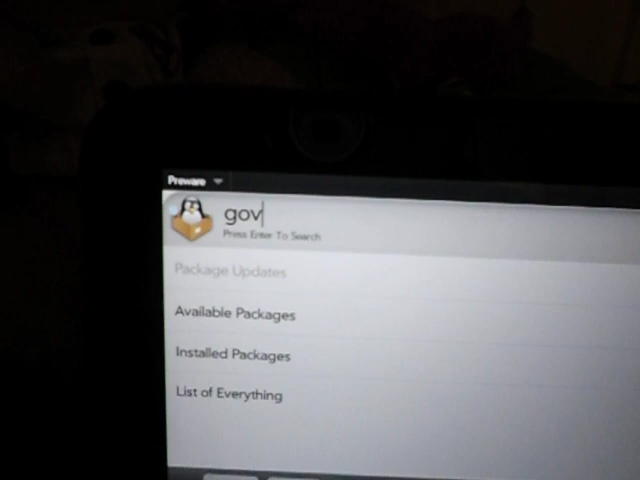 Preware
gov
Press Enter To Search
Package Updates
Available Packages
Installed Packages
List of Everything